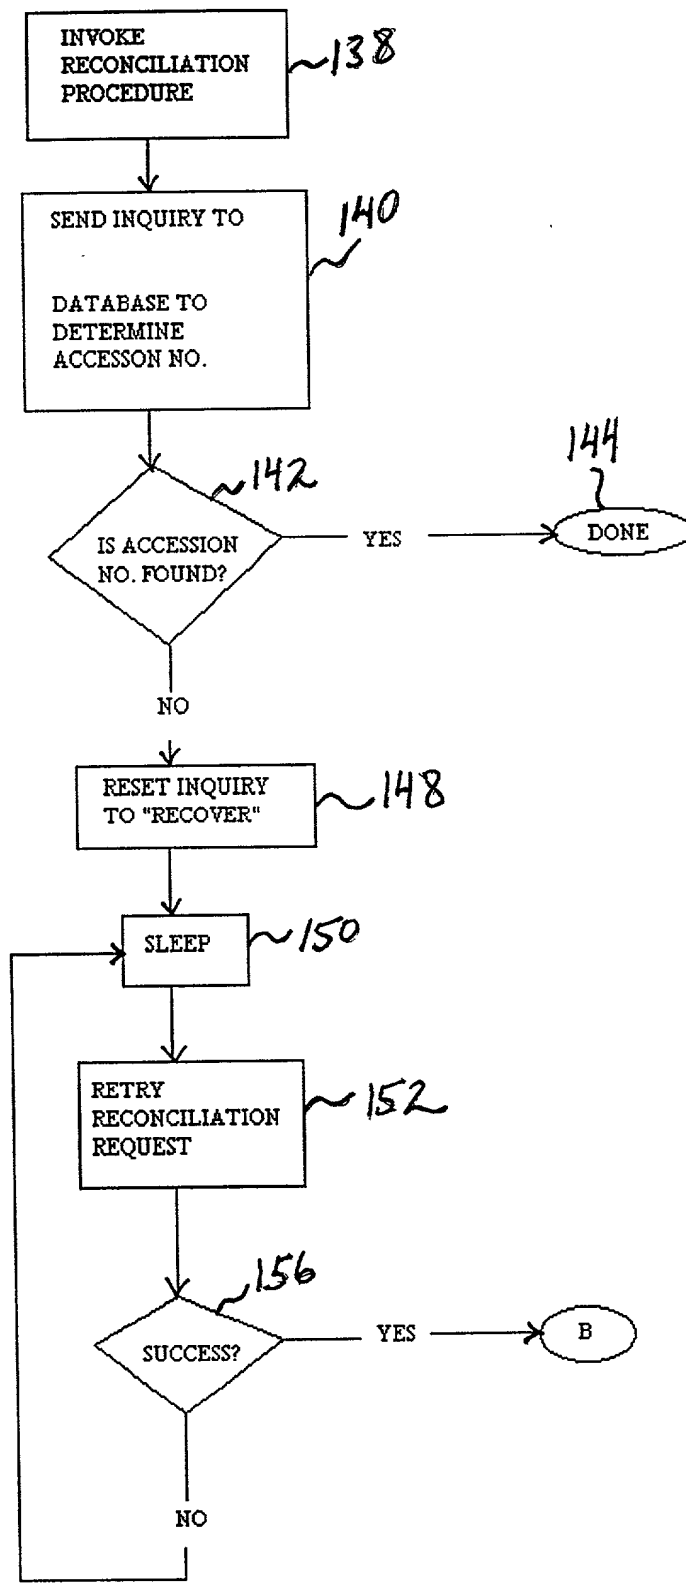 INVOKE
RECONCILIATION
PROCEDURE
138
SEND INQUIRY TO
DATABASE TO
DETERMINE
ACCESSON NO.
140
IS ACCESSION
NO. FOUND?
142
YES
144
DONE
NO
RESET INQUIRY
TO "RECOVER"
148
SLEEP
150
RETRY
RECONCILIATION
REQUEST
152
156
SUCCESS?
YES
B
NO